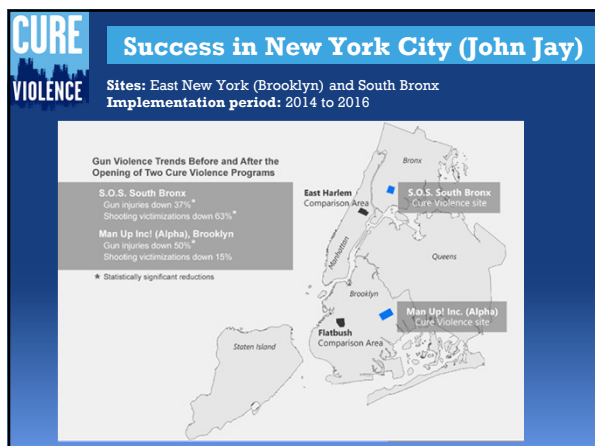 CURE
VIOLENCE
Success in New York City (John Jay)
Sites: East New York (Brooklyn) and South Bronx
Implementation period: 2014 to 2016
Gun Violence Trends Before and After the
Opening of Two Cure Violence Programs
S.O.S. South Bronx
Gun injuries down 37%*
Shooting victimizations down 63%*
Man Up Inc! (Alpha), Brooklyn
Gun injuries down 50%*
Shooting victimizations down 15%
* Statistically significant reductions
Bronx
East Harlem
Comparison Area
S.O.S. South Bronx
Cure Violence site
Manhattan
Queens
Brooklyn
Man Up! Inc. (Alpha)
Cure Violence site
Flatbush
Comparison Area
Staten Island